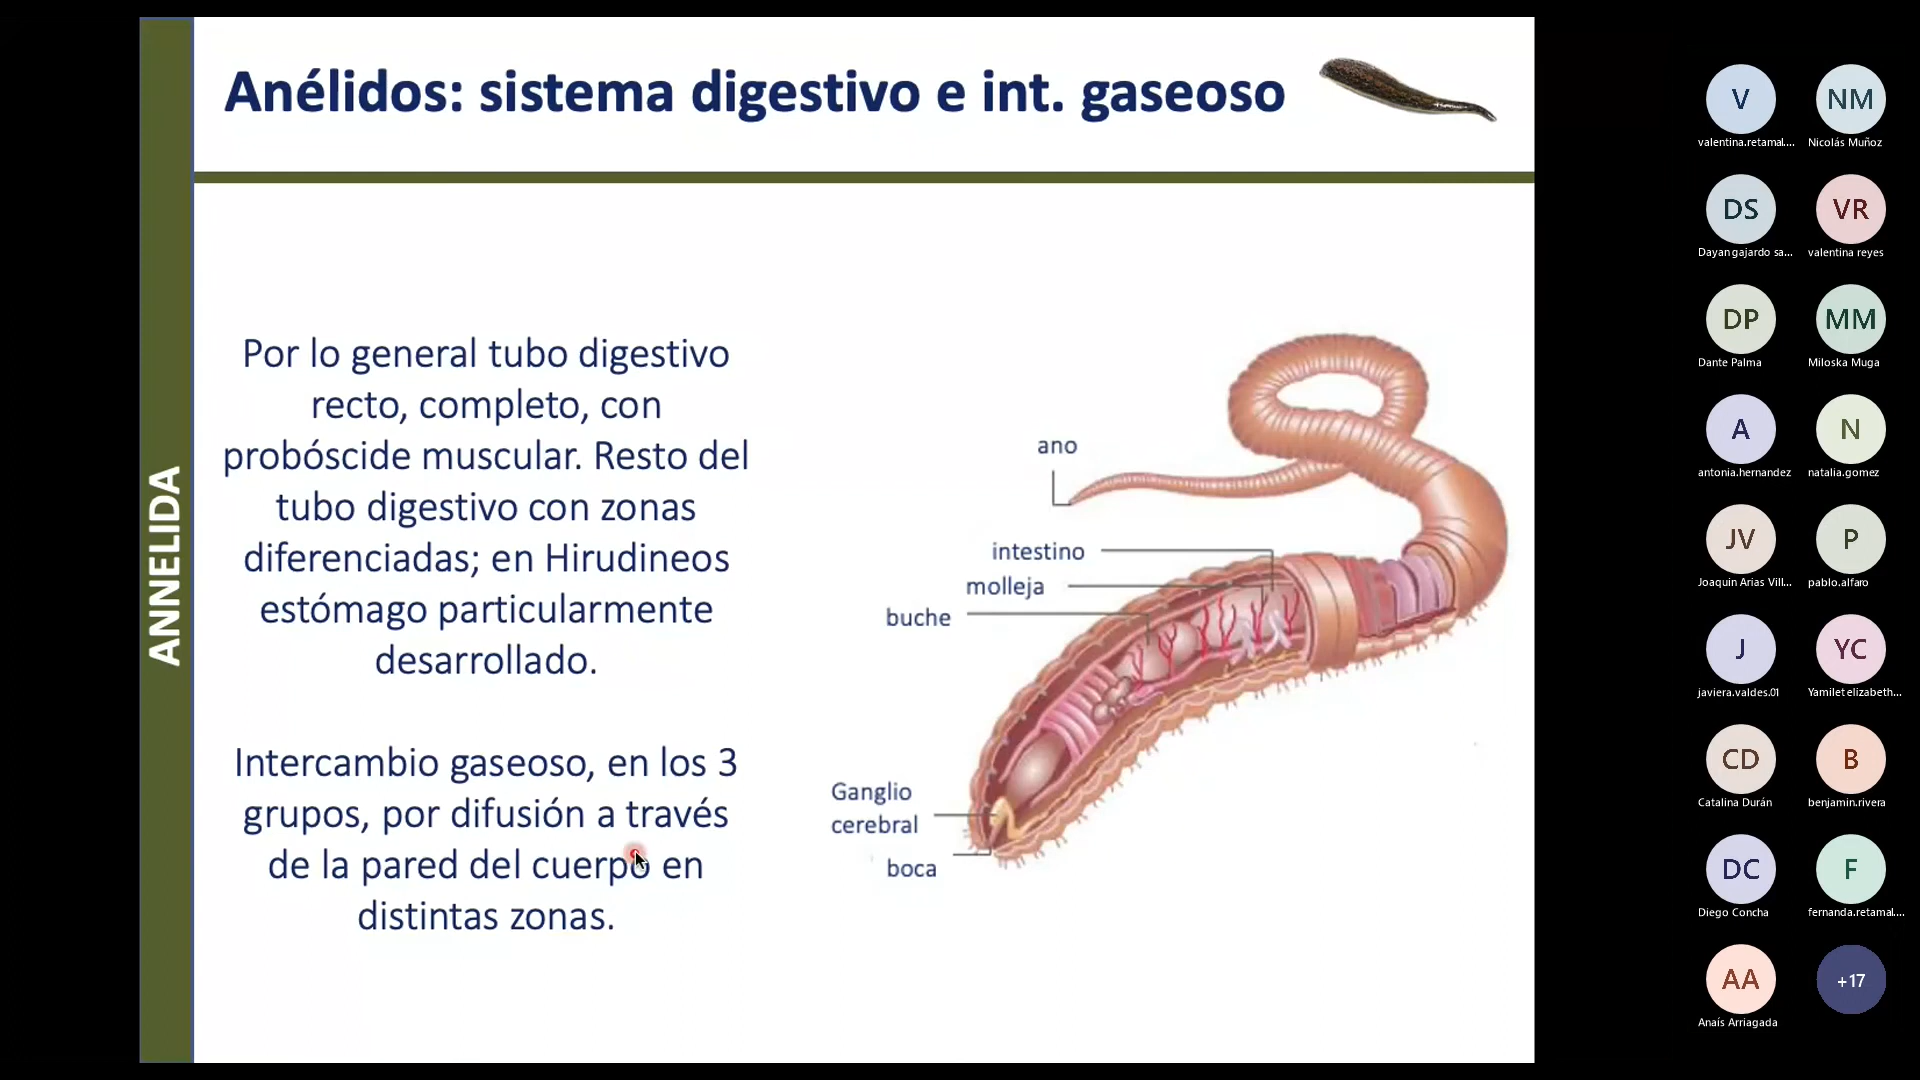 Anélidos: sistema digestivo e int. gaseoso
ANNELIDA
Por lo general tubo digestivo
recto, completo, con
probóscide muscular. Resto del
tubo digestivo con zonas
diferenciadas; en Hirudineos
estómago particularmente
desarrollado.
Intercambio gaseoso, en los 3
grupos, por difusión a través
de la pared del cuerpo en
distintas zonas.
ano
intestino
molleja
buche
Ganglio
cerebral
boca
V
valentina.retamal....
NM
Nicolás Muñoz
DS
Dayan gajardo sa...
VR
valentina reyes
DP
Dante Palma
MM
Miloska Muga
A
antonia.hernandez
N
natalia.gomez
JV
Joaquin Arias Vill...
P
pablo.alfaro
J
javiera.valdes.01
YC
Yamilet elizabeth...
CD
Catalina Durán
B
benjamin.rivera
DC
Diego Concha
F
fernanda.retamal....
AA
Anaís Arriagada
+17